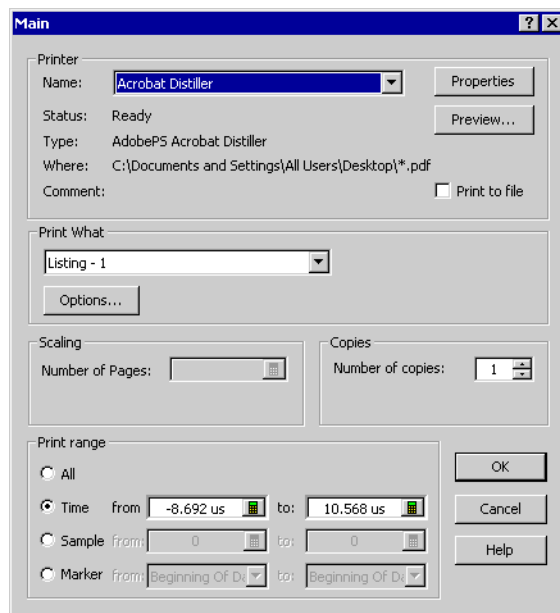 Main
Printer
Name: Acrobat Distiller Properties
Status: Ready Preview...
Type: AdobePS Acrobat Distiller
Where: C:\Documents and Settings\All Users\Desktop\*.pdf
Comment: Print to file
Print What
Listing - 1
Options...
Scaling
Number of Pages:
Copies
Number of copies: 1
Print range
All
Time from -8.692 us to: 10.568 us
Sample from: 0 to: 0
Marker from: Beginning Of Da to: Beginning Of Da
OK
Cancel
Help